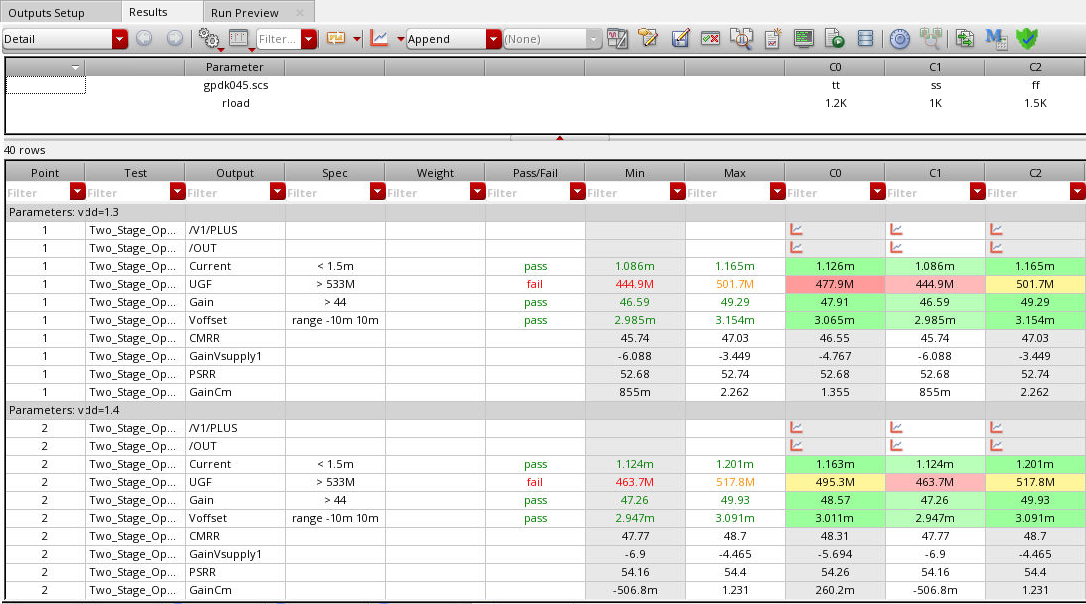 Outputs Setup Results Run Preview
Detail Filter... Append (None)
Parameter C0 C1 C2
gpdk045.scs tt ss ff
rload 1.2K 1K 1.5K
40 rows
Point Test Output Spec Weight Pass/Fail Min Max C0 C1 C2
Filter Filter Filter Filter Filter Filter Filter Filter Filter Filter Filter
Parameters: vdd=1.3
1 Two_Stage_Op... /V1/PLUS
1 Two_Stage_Op... /OUT
1 Two_Stage_Op... Current < 1.5m pass 1.086m 1.165m 1.126m 1.086m 1.165m
1 Two_Stage_Op... UGF > 533M fail 444.9M 501.7M 477.9M 444.9M 501.7M
1 Two_Stage_Op... Gain > 44 pass 46.59 49.29 47.91 46.59 49.29
1 Two_Stage_Op... Voffset range -10m 10m pass 2.985m 3.154m 3.065m 2.985m 3.154m
1 Two_Stage_Op... CMRR 45.74 47.03 46.55 45.74 47.03
1 Two_Stage_Op... GainVsupply1 -6.088 -3.449 -4.767 -6.088 -3.449
1 Two_Stage_Op... PSRR 52.68 52.74 52.68 52.68 52.74
1 Two_Stage_Op... GainCm 855m 2.262 1.355 855m 2.262
Parameters: vdd=1.4
2 Two_Stage_Op... /V1/PLUS
2 Two_Stage_Op... /OUT
2 Two_Stage_Op... Current < 1.5m pass 1.124m 1.201m 1.163m 1.124m 1.201m
2 Two_Stage_Op... UGF > 533M fail 463.7M 517.8M 495.3M 463.7M 517.8M
2 Two_Stage_Op... Gain > 44 pass 47.26 49.93 48.57 47.26 49.93
2 Two_Stage_Op... Voffset range -10m 10m pass 2.947m 3.091m 3.011m 2.947m 3.091m
2 Two_Stage_Op... CMRR 47.77 48.7 48.31 47.77 48.7
2 Two_Stage_Op... GainVsupply1 -6.9 -4.465 -5.694 -6.9 -4.465
2 Two_Stage_Op... PSRR 54.16 54.4 54.26 54.16 54.4
2 Two_Stage_Op... GainCm -506.8m 1.231 260.2m -506.8m 1.231